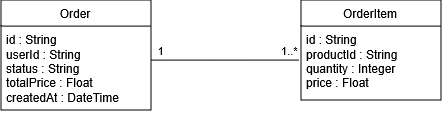 Order
id : String
userId : String
status : String
totalPrice : Float
createdAt : DateTime
1
1..*
OrderItem
id : String
productId : String
quantity : Integer
price : Float